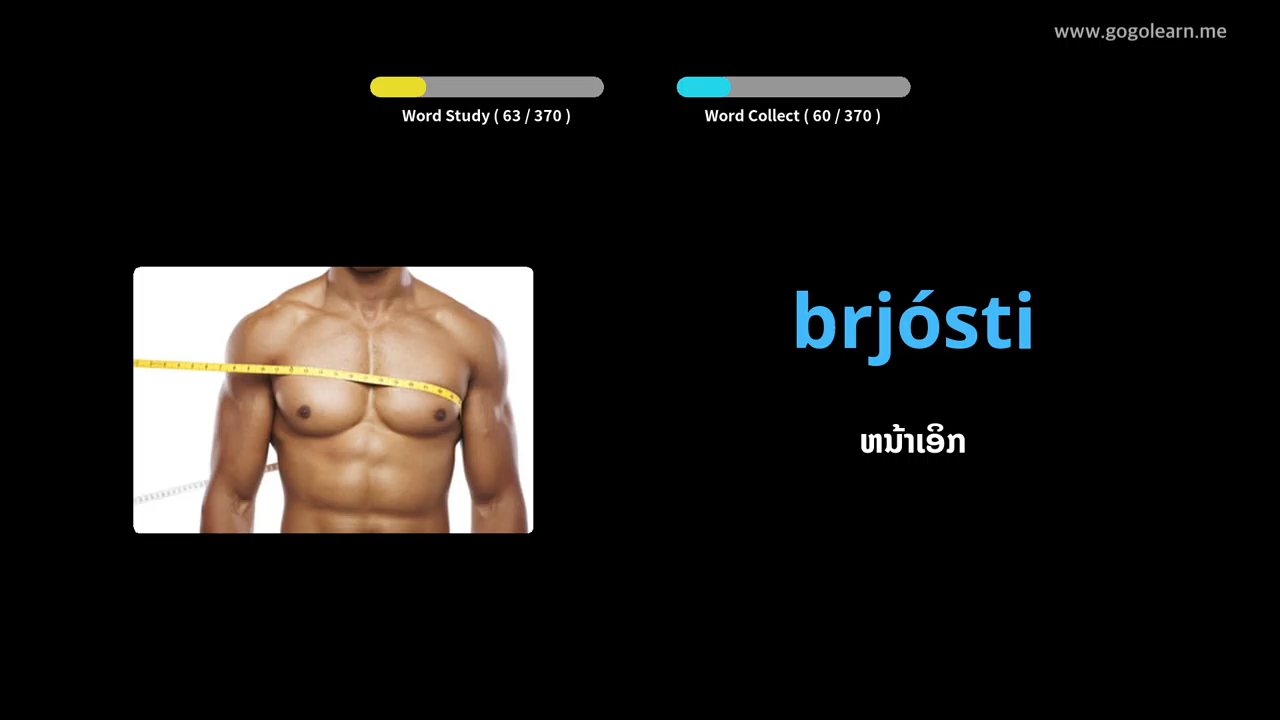 www.gogolearn.me
Word Study ( 63 / 370 )
Word Collect ( 60 / 370 )
brjósti
ຫນ້າເອິກ